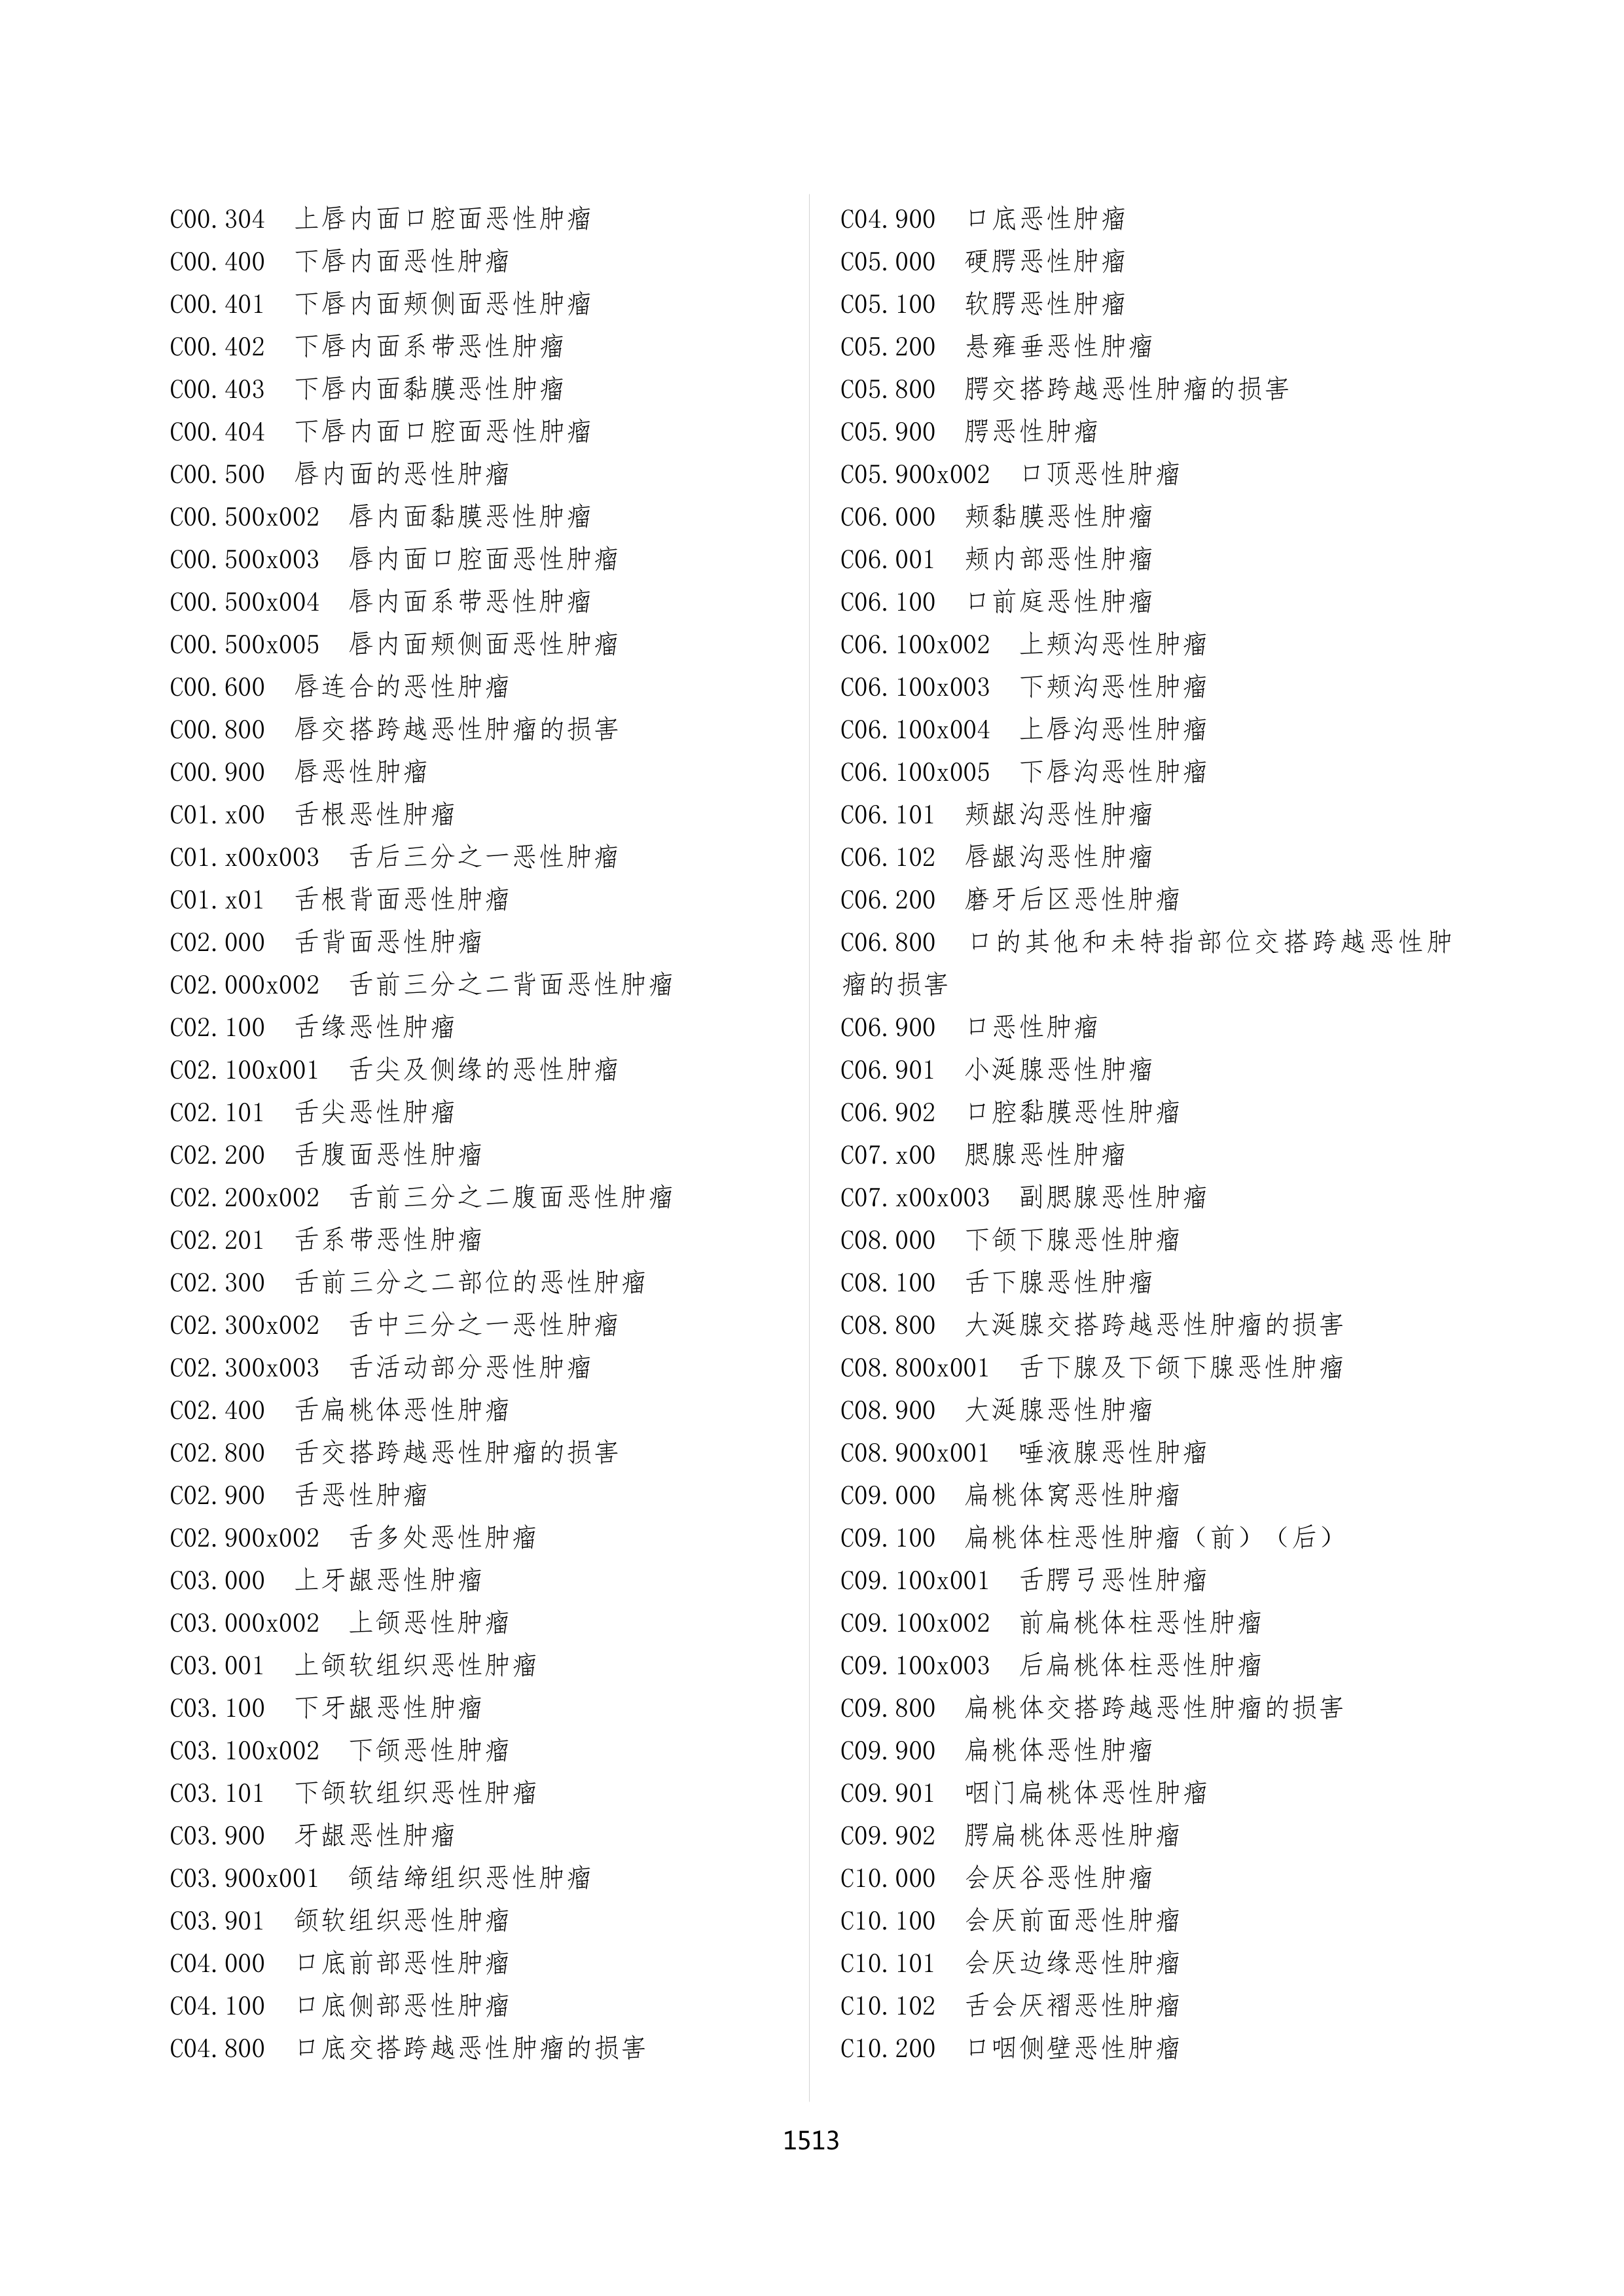 C00.304 上唇内面口腔面恶性肿瘤
C00.400 下唇内面恶性肿瘤
C00.401 下唇内面颊侧面恶性肿瘤
C00.402 下唇内面系带恶性肿瘤
C00.403 下唇内面黏膜恶性肿瘤
C00.404 下唇内面口腔面恶性肿瘤
C00.500 唇内面的恶性肿瘤
C00.500x002 唇内面黏膜恶性肿瘤
C00.500x003 唇内面口腔面恶性肿瘤
C00.500x004 唇内面系带恶性肿瘤
C00.500x005 唇内面颊侧面恶性肿瘤
C00.600 唇连合的恶性肿瘤
C00.800 唇交搭跨越恶性肿瘤的损害
C00.900 唇恶性肿瘤
C01.x00 舌根恶性肿瘤
C01.x00x003 舌后三分之一恶性肿瘤
C01.x01 舌根背面恶性肿瘤
C02.000 舌背面恶性肿瘤
C02.000x002 舌前三分之二背面恶性肿瘤
C02.100 舌缘恶性肿瘤
C02.100x001 舌尖及侧缘的恶性肿瘤
C02.101 舌尖恶性肿瘤
C02.200 舌腹面恶性肿瘤
C02.200x002 舌前三分之二腹面恶性肿瘤
C02.201 舌系带恶性肿瘤
C02.300 舌前三分之二部位的恶性肿瘤
C02.300x002 舌中三分之一恶性肿瘤
C02.300x003 舌活动部分恶性肿瘤
C02.400 舌扁桃体恶性肿瘤
C02.800 舌交搭跨越恶性肿瘤的损害
C02.900 舌恶性肿瘤
C02.900x002 舌多处恶性肿瘤
C03.000 上牙龈恶性肿瘤
C03.000x002 上颌恶性肿瘤
C03.001 上颌软组织恶性肿瘤
C03.100 下牙龈恶性肿瘤
C03.100x002 下颌恶性肿瘤
C03.101 下颌软组织恶性肿瘤
C03.900 牙龈恶性肿瘤
C03.900x001 颌结缔组织恶性肿瘤
C03.901 颌软组织恶性肿瘤
C04.000 口底前部恶性肿瘤
C04.100 口底侧部恶性肿瘤
C04.800 口底交搭跨越恶性肿瘤的损害
C04.900 口底恶性肿瘤
C05.000 硬腭恶性肿瘤
C05.100 软腭恶性肿瘤
C05.200 悬雍垂恶性肿瘤
C05.800 腭交搭跨越恶性肿瘤的损害
C05.900 腭恶性肿瘤
C05.900x002 口顶恶性肿瘤
C06.000 颊黏膜恶性肿瘤
C06.001 颊内部恶性肿瘤
C06.100 口前庭恶性肿瘤
C06.100x002 上颊沟恶性肿瘤
C06.100x003 下颊沟恶性肿瘤
C06.100x004 上唇沟恶性肿瘤
C06.100x005 下唇沟恶性肿瘤
C06.101 颊龈沟恶性肿瘤
C06.102 唇龈沟恶性肿瘤
C06.200 磨牙后区恶性肿瘤
C06.800 口的其他和未特指部位交搭跨越恶性肿
瘤的损害
C06.900 口恶性肿瘤
C06.901 小涎腺恶性肿瘤
C06.902 口腔黏膜恶性肿瘤
C07.x00 腮腺恶性肿瘤
C07.x00x003 副腮腺恶性肿瘤
C08.000 下颌下腺恶性肿瘤
C08.100 舌下腺恶性肿瘤
C08.800 大涎腺交搭跨越恶性肿瘤的损害
C08.800x001 舌下腺及下颌下腺恶性肿瘤
C08.900 大涎腺恶性肿瘤
C08.900x001 唾液腺恶性肿瘤
C09.000 扁桃体窝恶性肿瘤
C09.100 扁桃体柱恶性肿瘤（前）（后）
C09.100x001 舌腭弓恶性肿瘤
C09.100x002 前扁桃体柱恶性肿瘤
C09.100x003 后扁桃体柱恶性肿瘤
C09.800 扁桃体交搭跨越恶性肿瘤的损害
C09.900 扁桃体恶性肿瘤
C09.901 咽门扁桃体恶性肿瘤
C09.902 腭扁桃体恶性肿瘤
C10.000 会厌谷恶性肿瘤
C10.100 会厌前面恶性肿瘤
C10.101 会厌边缘恶性肿瘤
C10.102 舌会厌褶恶性肿瘤
C10.200 口咽侧壁恶性肿瘤
1513